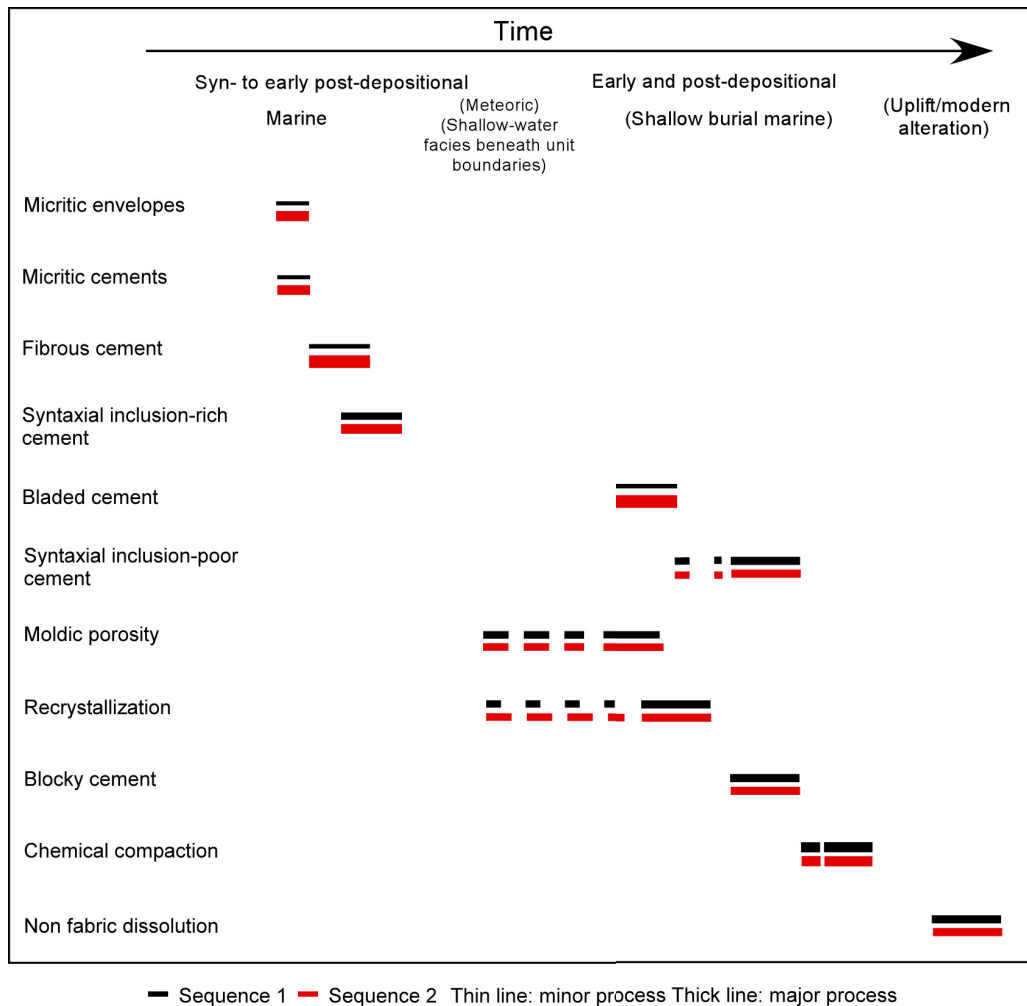 Time
Syn- to early post-depositional
Marine
(Meteoric)
(Shallow-water
facies beneath unit
boundaries)
Early and post-depositional
(Shallow burial marine)
(Uplift/modern
alteration)
Micritic envelopes
Micritic cements
Fibrous cement
Syntaxial inclusion-rich
cement
Bladed cement
Syntaxial inclusion-poor
cement
Moldic porosity
Recrystallization
Blocky cement
Chemical compaction
Non fabric dissolution
Sequence 1 Sequence 2 Thin line: minor process Thick line: major process